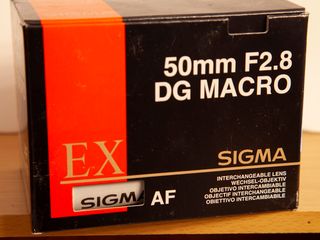 50mm F2.8
DG MACRO
EX
SIGMA
INTERCHANGEABLE LENS
WECHSEL-OBJEKTIV
OBJETIVO INTERCAMBIABLE
OBJECTIF INTERCHANGEABLE
OBIETTIVO INTERCAMBIABILE
SIGM AF